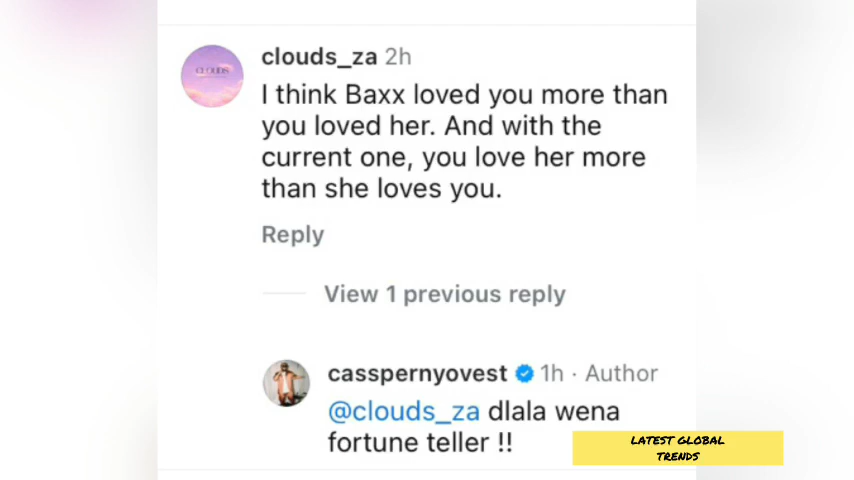 clouds_za 2h
CLOUDS
I think Baxx loved you more than
you loved her. And with the
current one, you love her more
than she loves you.
Reply
View 1 previous reply
casspernyovest 1h · Author
@clouds_za dlala wena
fortune teller !!
LATEST GLOBAL
TRENDS